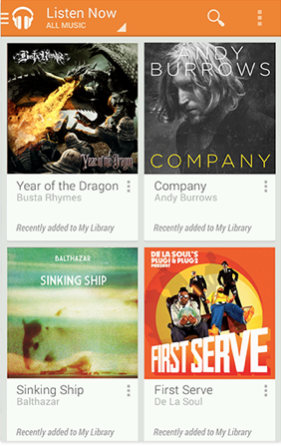 Listen Now
ALL MUSIC
Busta Rhymes
Year of the Dragon
ANDY
BURROWS
COMPANY
Year of the Dragon
Busta Rhymes
Recently added to My Library
Company
Andy Burrows
Recently added to My Library
BALTHAZAR
SINKING SHIP
DE LA SOUL'S
PLUG 1 & PLUG 2
PRESENT
FIRST SERVE
Sinking Ship
Balthazar
Recently added to My Library
First Serve
De La Soul
Recently added to My Library